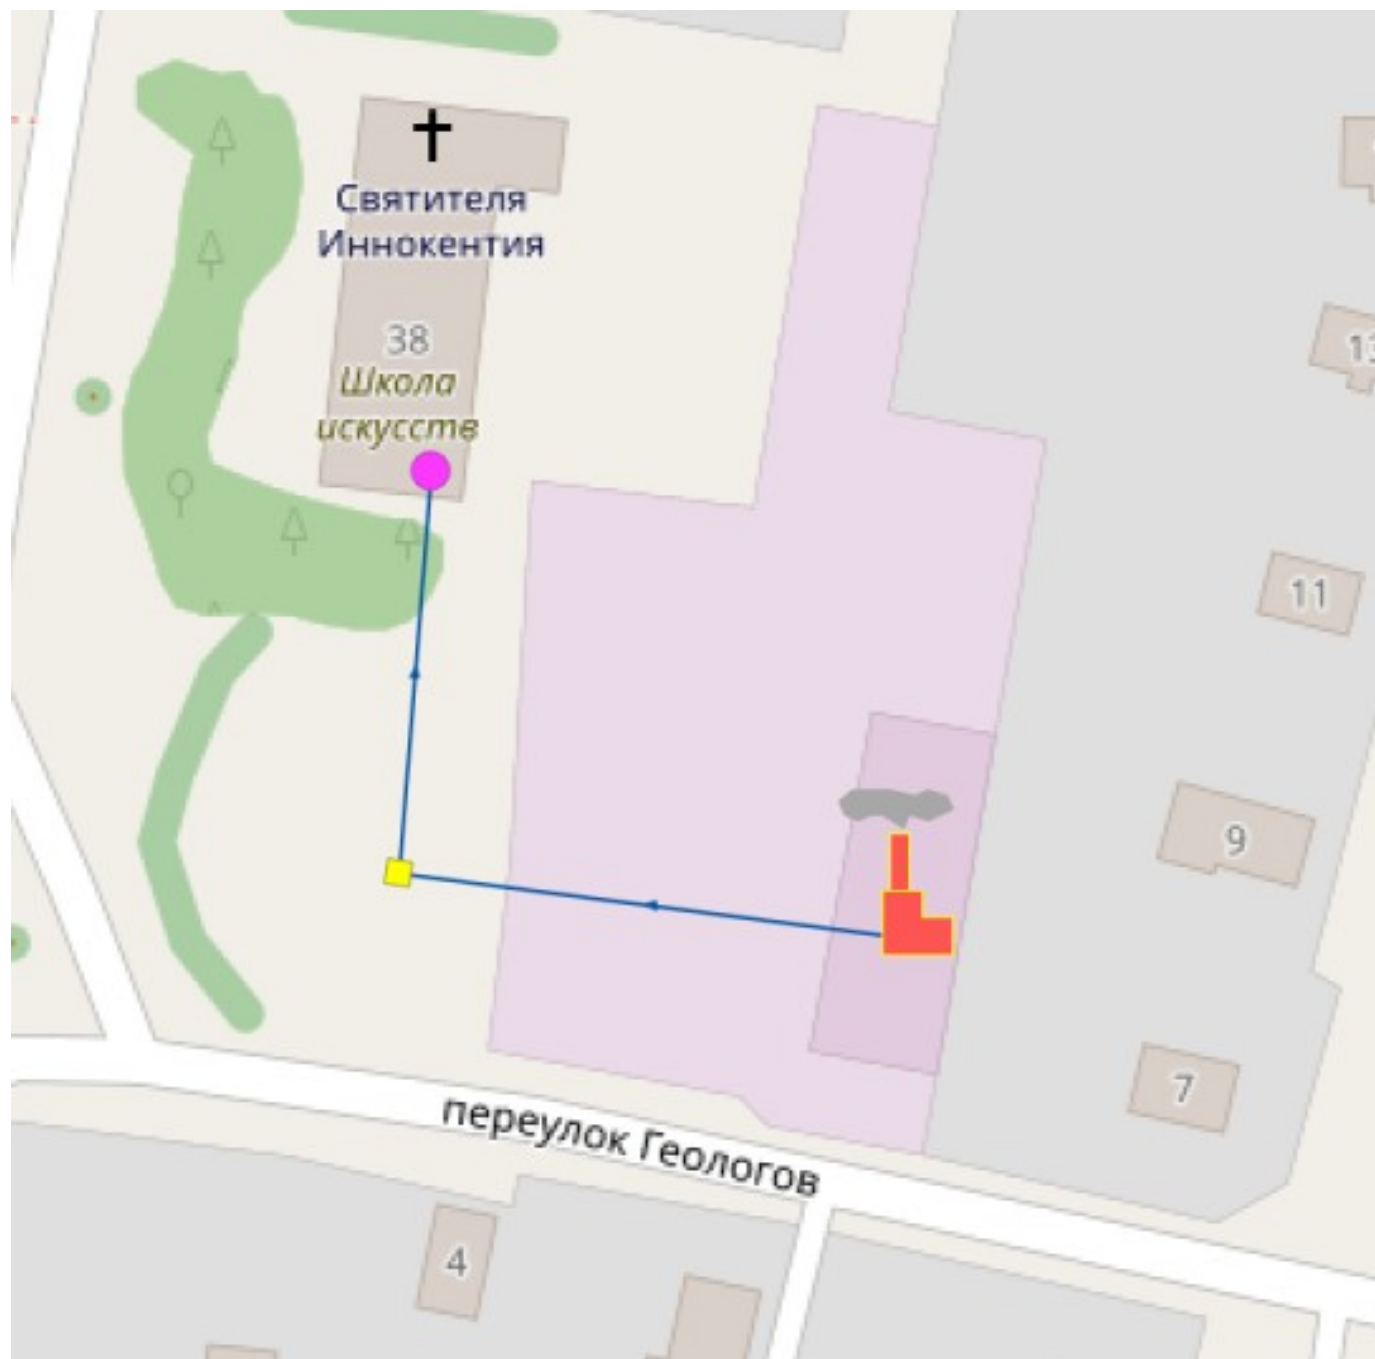 Святителя
Иннокентия
38
Школа
искусств
11
9
7
переулок Геологов
4